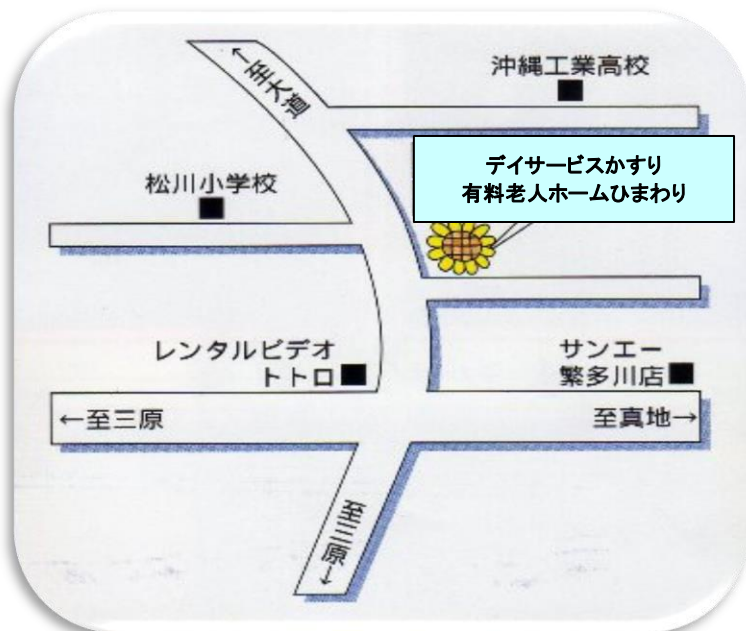 ←至大道
沖縄工業高校
デイサービスかすり
有料老人ホームひまわり
松川小学校
レンタルビデオ
トトロ
サンエー
繁多川店
←至三原
至真地→
至三原→